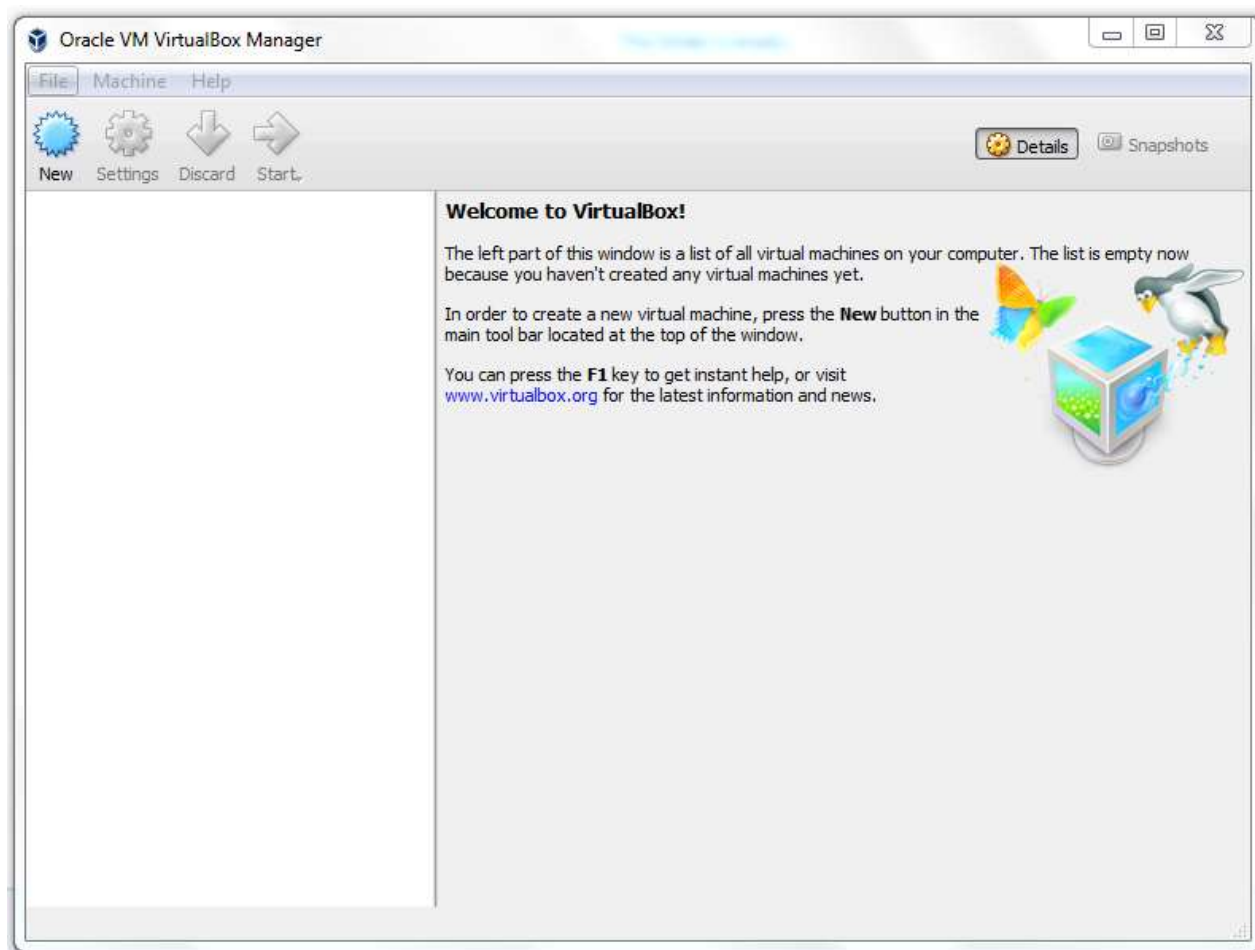 Oracle VM VirtualBox Manager
File Machine Help
New Settings Discard Start
Details Snapshots
Welcome to VirtualBox!
The left part of this window is a list of all virtual machines on your computer. The list is empty now
because you haven't created any virtual machines yet.
In order to create a new virtual machine, press the New button in the
main tool bar located at the top of the window.
You can press the F1 key to get instant help, or visit
www.virtualbox.org for the latest information and news.